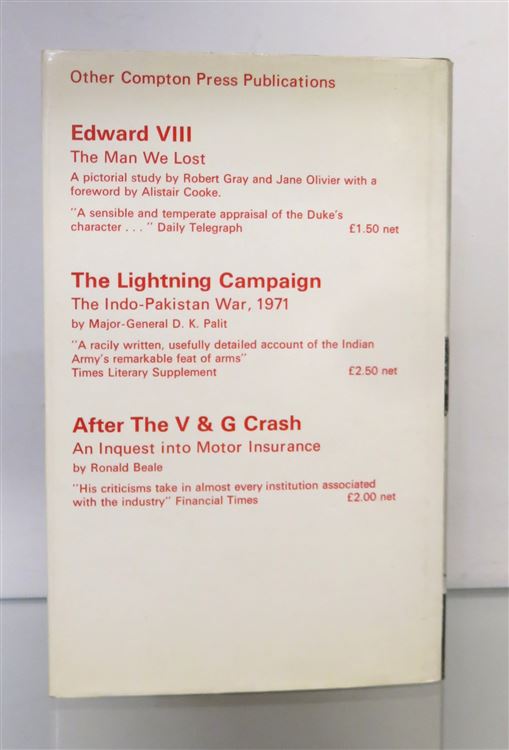 Other Compton Press Publications
Edward VIII
The Man We Lost
A pictorial study by Robert Gray and Jane Olivier with a
foreword by Alistair Cooke.
"A sensible and temperate appraisal of the Duke's
character . . . " Daily Telegraph £1.50 net
The Lightning Campaign
The Indo-Pakistan War, 1971
by Major-General D. K. Palit
"A racily written, usefully detailed account of the Indian
Army's remarkable feat of arms"
Times Literary Supplement £2.50 net
After The V & G Crash
An Inquest into Motor Insurance
by Ronald Beale
"His criticisms take in almost every institution associated
with the industry" Financial Times £2.00 net